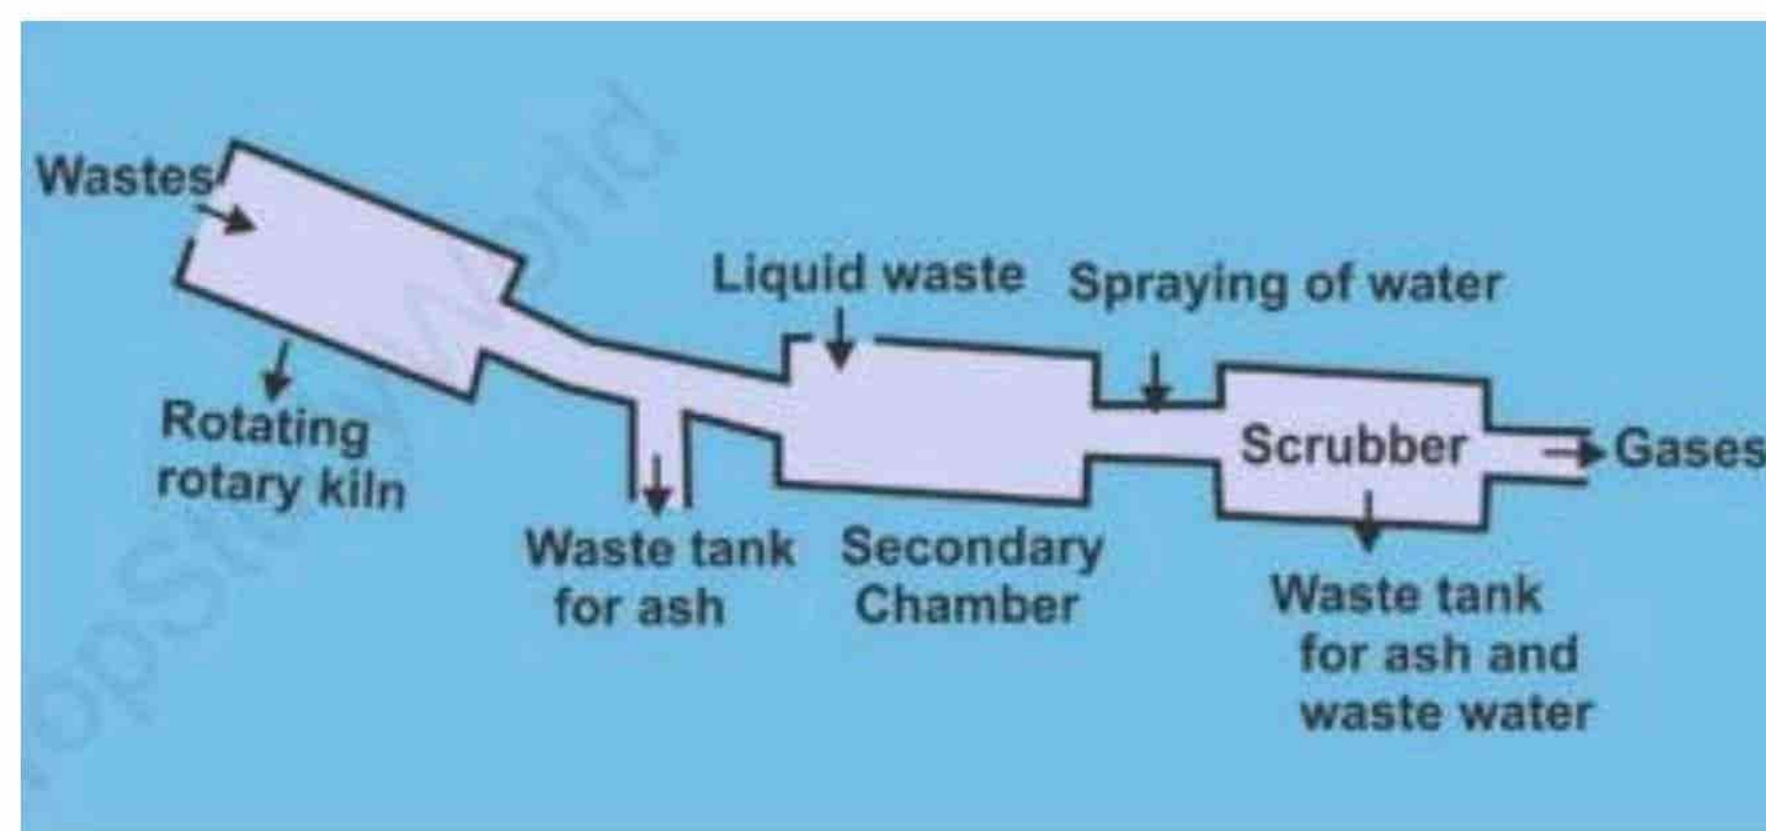 Wastes
Liquid waste
Spraying of water
Rotating
rotary kiln
Scrubber
Gases
Waste tank
for ash
Secondary
Chamber
Waste tank
for ash and
waste water